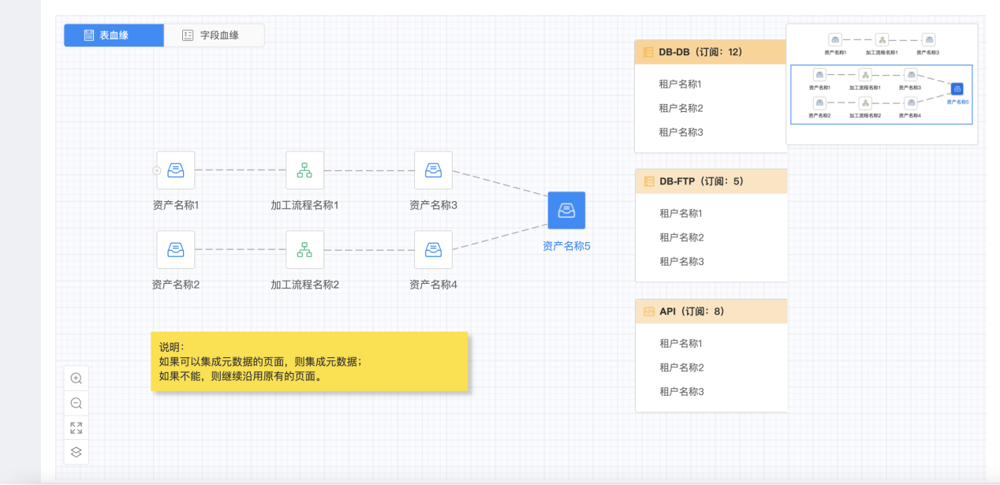 表血缘
字段血缘
DB-DB（订阅：12）
租户名称1
租户名称2
租户名称3
资产名称1
加工流程名称1
资产名称3
资产名称1
加工流程名称1
资产名称3
资产名称5
资产名称2
加工流程名称2
资产名称4
资产名称1
加工流程名称1
资产名称3
资产名称5
资产名称2
加工流程名称2
资产名称4
DB-FTP（订阅：5）
租户名称1
租户名称2
租户名称3
API（订阅：8）
租户名称1
租户名称2
租户名称3
说明：
如果可以集成元数据的页面，则集成元数据；
如果不能，则继续沿用原有的页面。